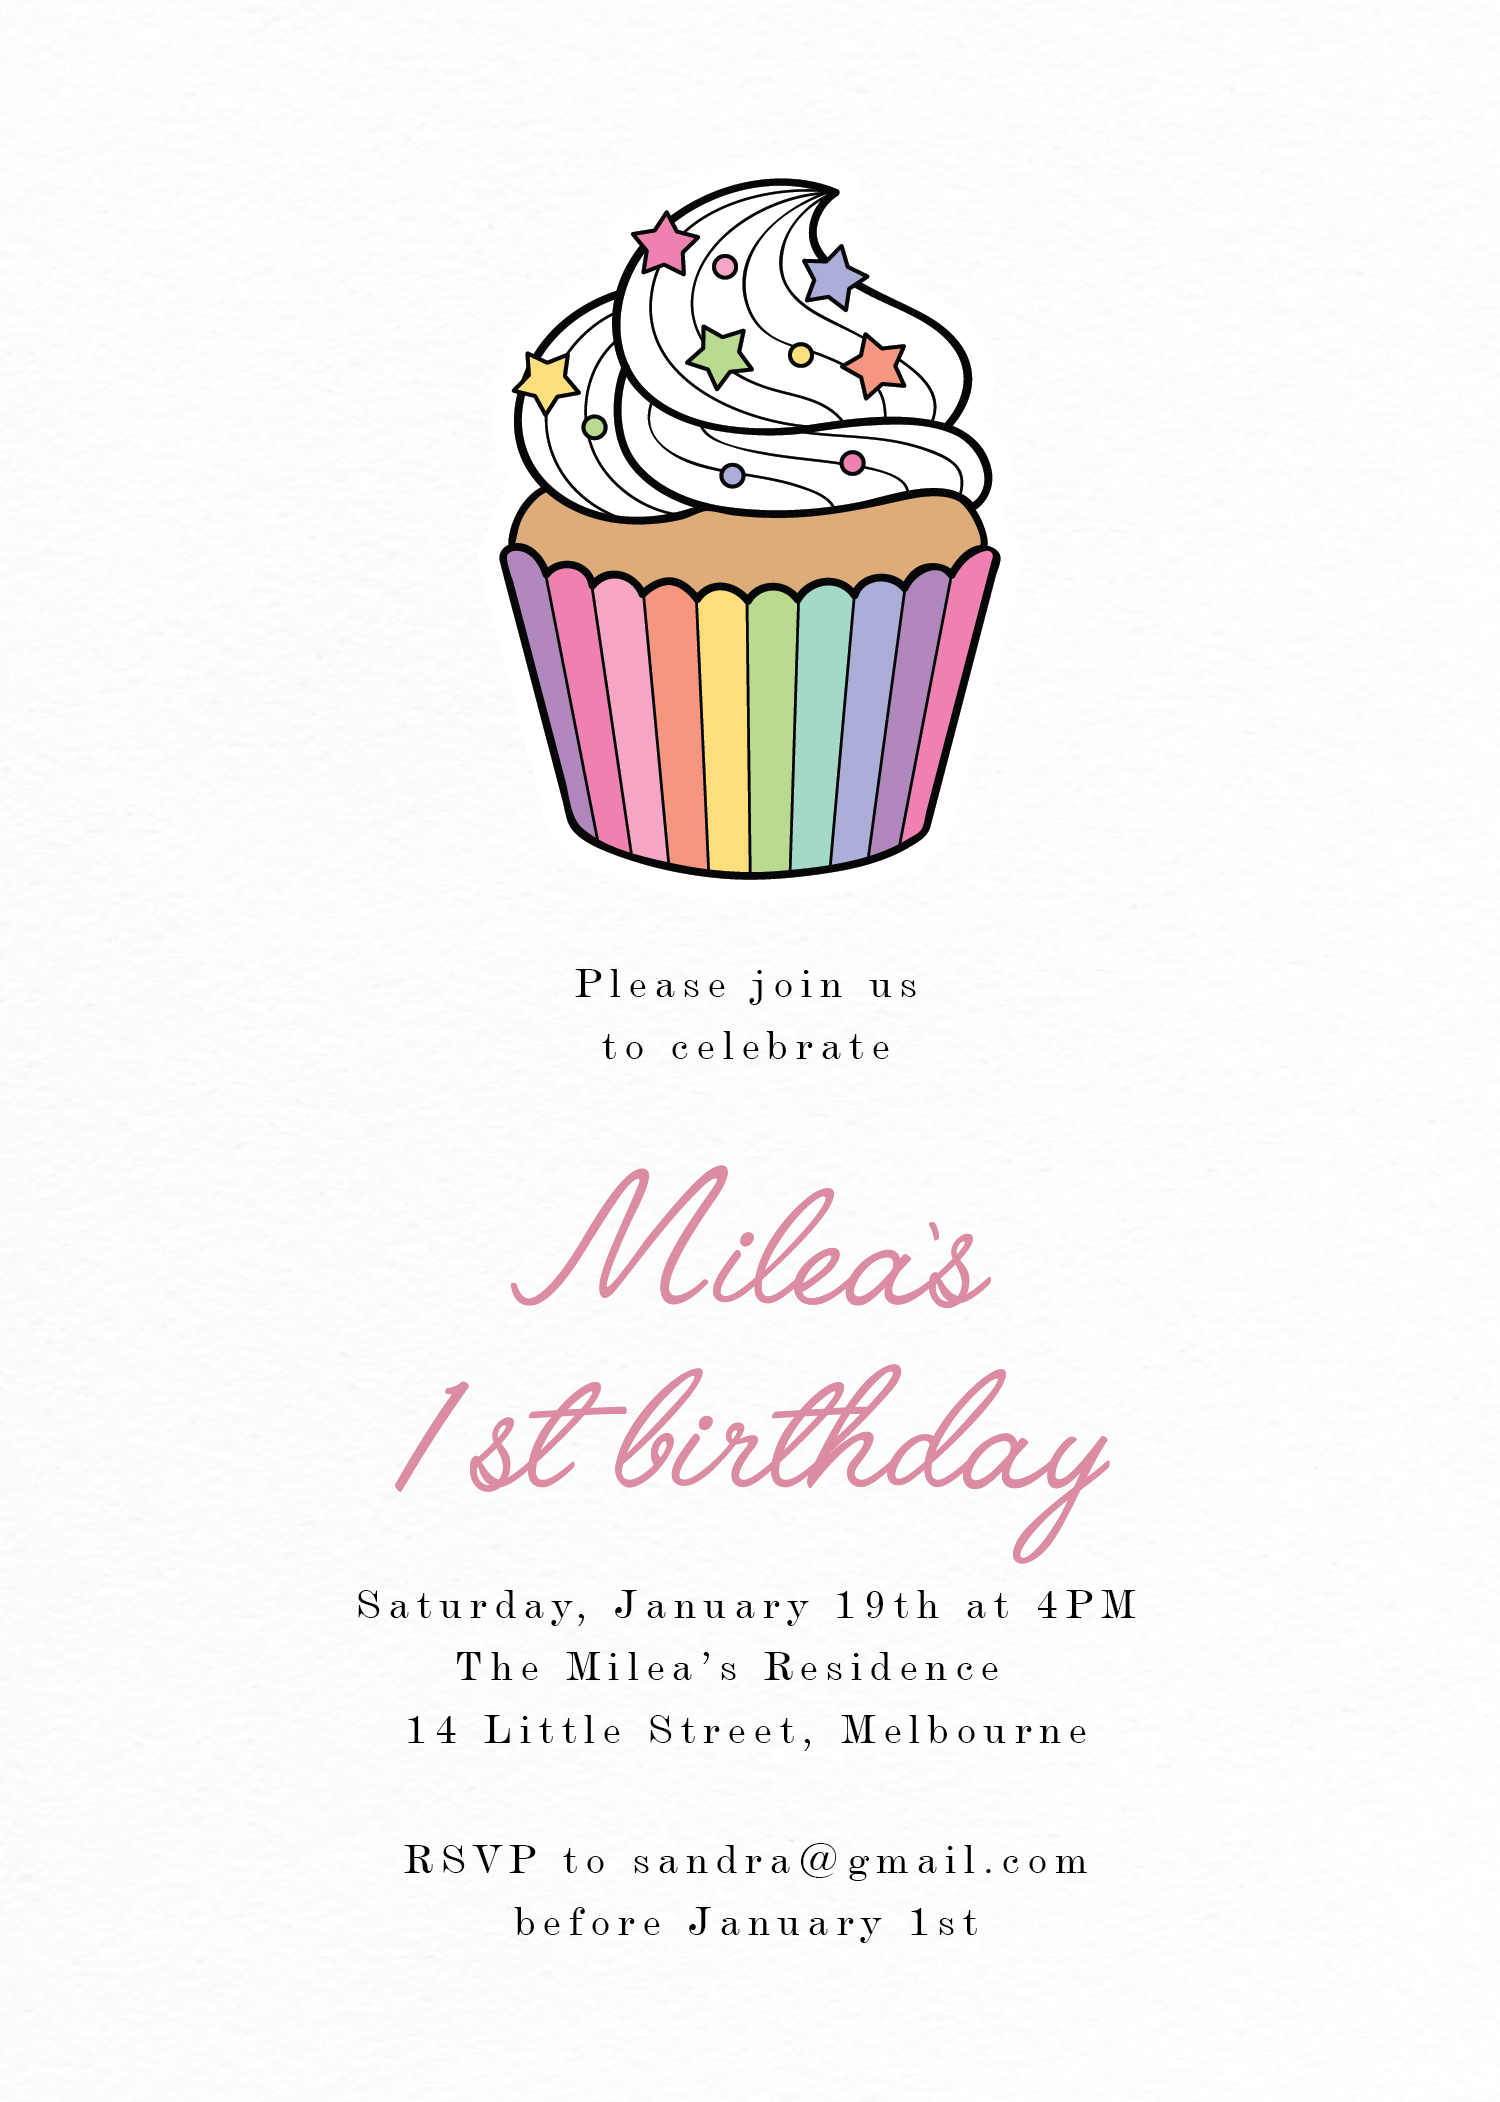 Please join us
to celebrate
Milea's
1st birthday
Saturday, January 19th at 4PM
The Milea's Residence
14 Little Street, Melbourne
RSVP to sandra@gmail.com
before January 1st